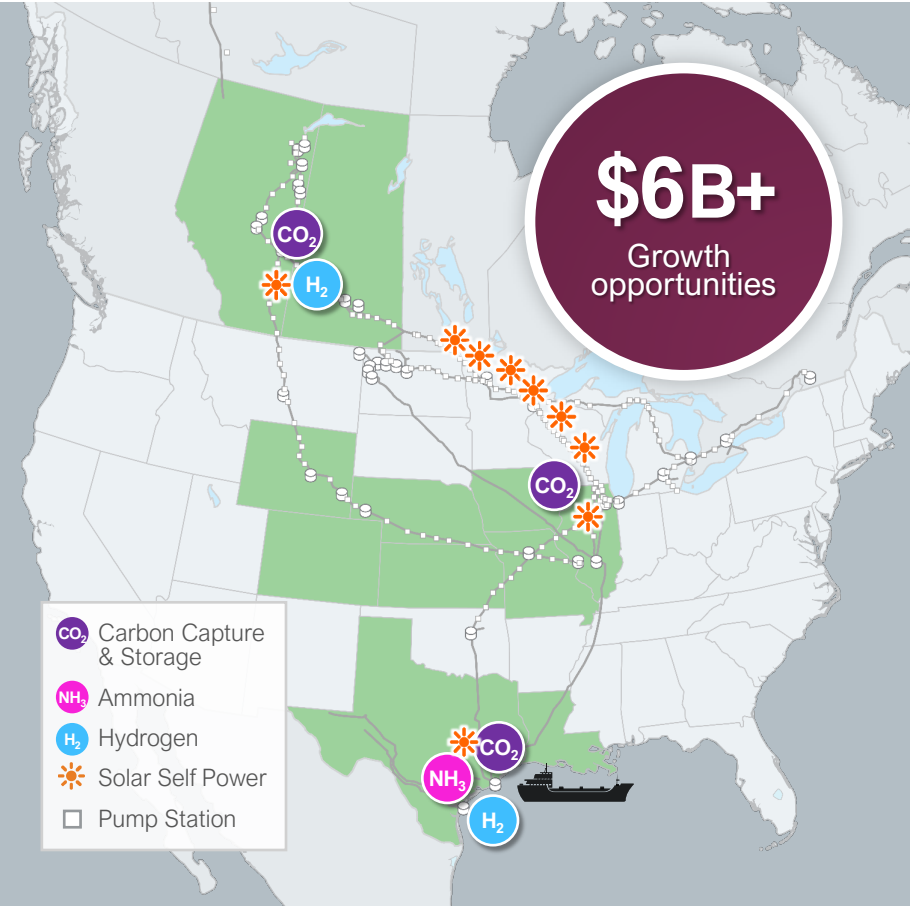 $6B+
Growth
opportunities
CO₂
H₂
CO₂
CO₂
NH₃
H₂
CO₂ Carbon Capture
& Storage
NH₃ Ammonia
H₂ Hydrogen
Solar Self Power
Pump Station